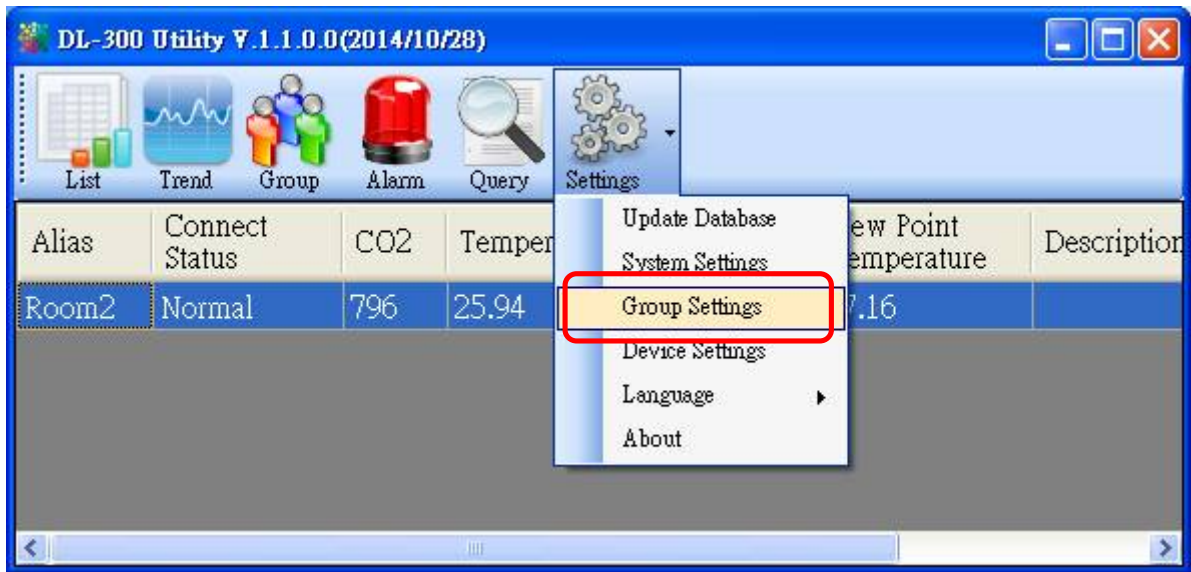 DL-300 Utility V.1.1.0.0(2014/10/28)
List Trend Group Alarm Query Settings
Alias Connect Status CO2 Temper ew Point emperature Description
Room2 Normal 796 25.94 7.16
Update Database
System Settings
Group Settings
Device Settings
Language
About